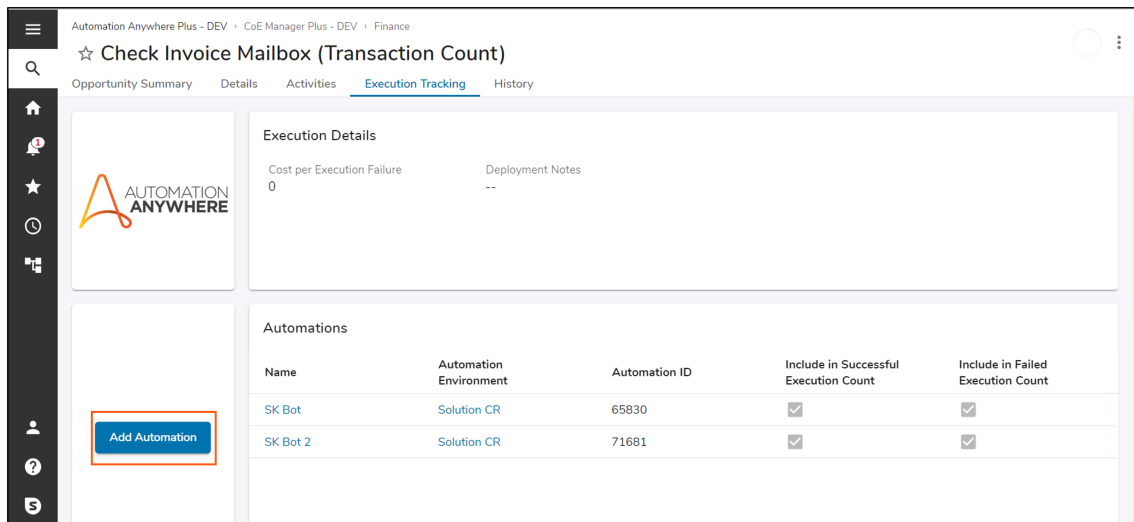 Automation Anywhere Plus - DEV › CoE Manager Plus - DEV › Finance
Check Invoice Mailbox (Transaction Count)
Opportunity Summary Details Activities Execution Tracking History
1
AUTOMATION
ANYWHERE
Execution Details
Cost per Execution Failure Deployment Notes
0 --
Automations
Name Automation Environment Automation ID Include in Successful Execution Count Include in Failed Execution Count
SK Bot Solution CR 65830
SK Bot 2 Solution CR 71681
Add Automation